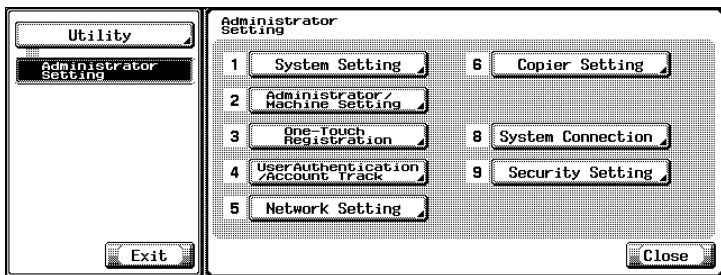 Utility
Administrator
Setting
Exit
Administrator
Setting
1 System Setting
2 Administrator/
Machine Setting
3 One-Touch
Registration
4 UserAuthentication
/Account Track
5 Network Setting
6 Copier Setting
8 System Connection
9 Security Setting
Close